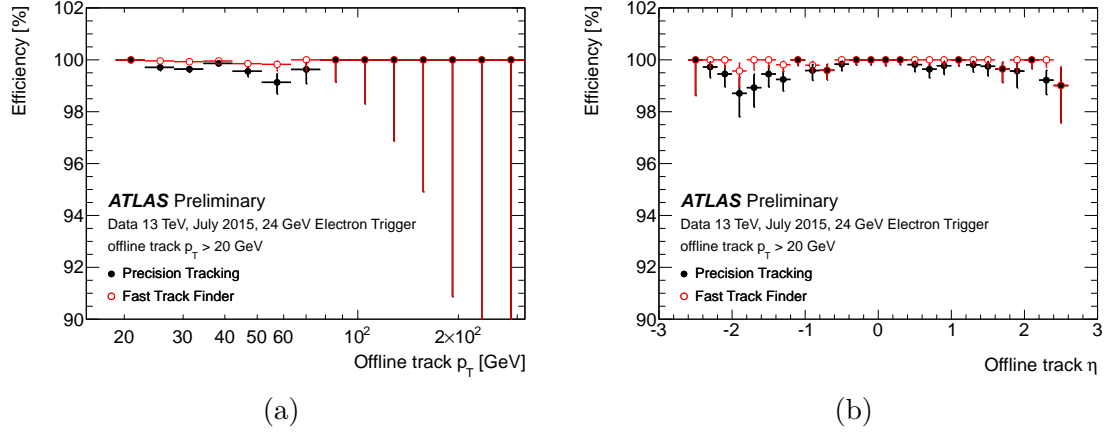 Efficiency [%]
100
98
96
94
92
90
ATLAS Preliminary
Data 13 TeV, July 2015, 24 GeV Electron Trigger
offline track p_T > 20 GeV
Precision Tracking
Fast Track Finder
20 30 40 50 60 10² 2×10²
Offline track p_T [GeV]
(a)
Efficiency [%]
100
98
96
94
92
90
ATLAS Preliminary
Data 13 TeV, July 2015, 24 GeV Electron Trigger
offline track p_T > 20 GeV
Precision Tracking
Fast Track Finder
-3 -2 -1 0 1 2 3
Offline track η
(b)